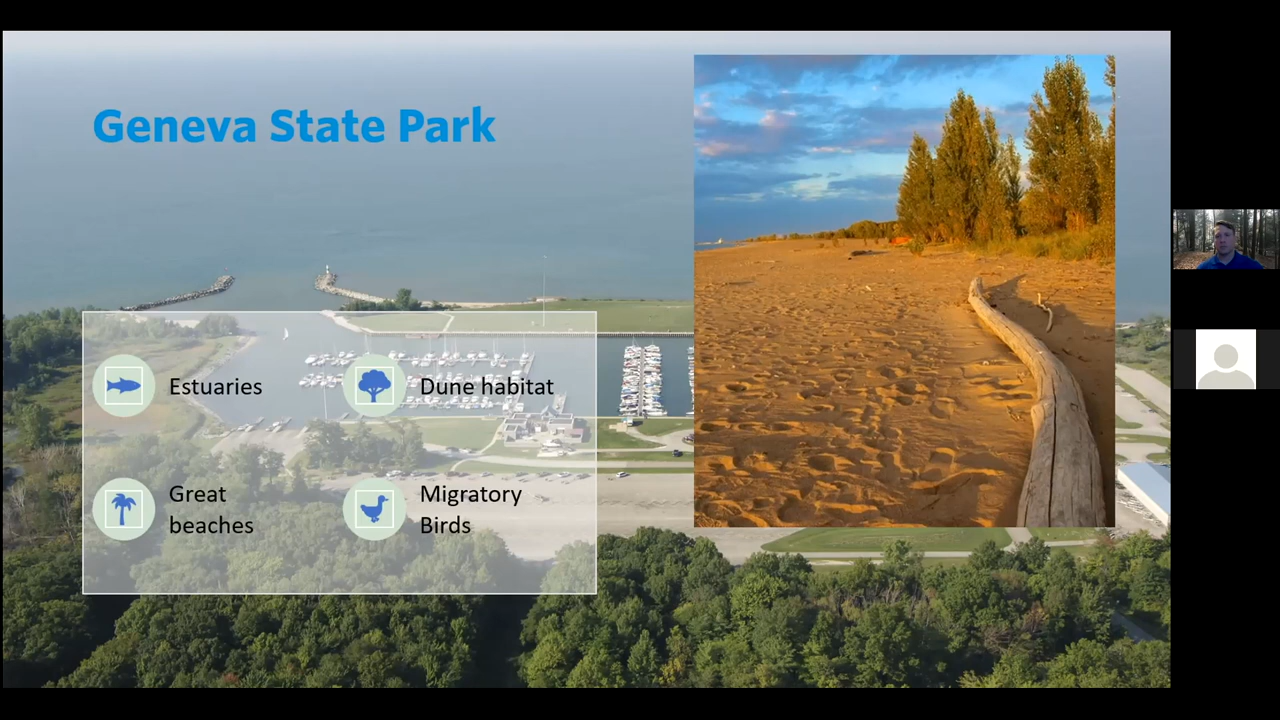 Geneva State Park
Estuaries
Dune habitat
Great
beaches
Migratory
Birds